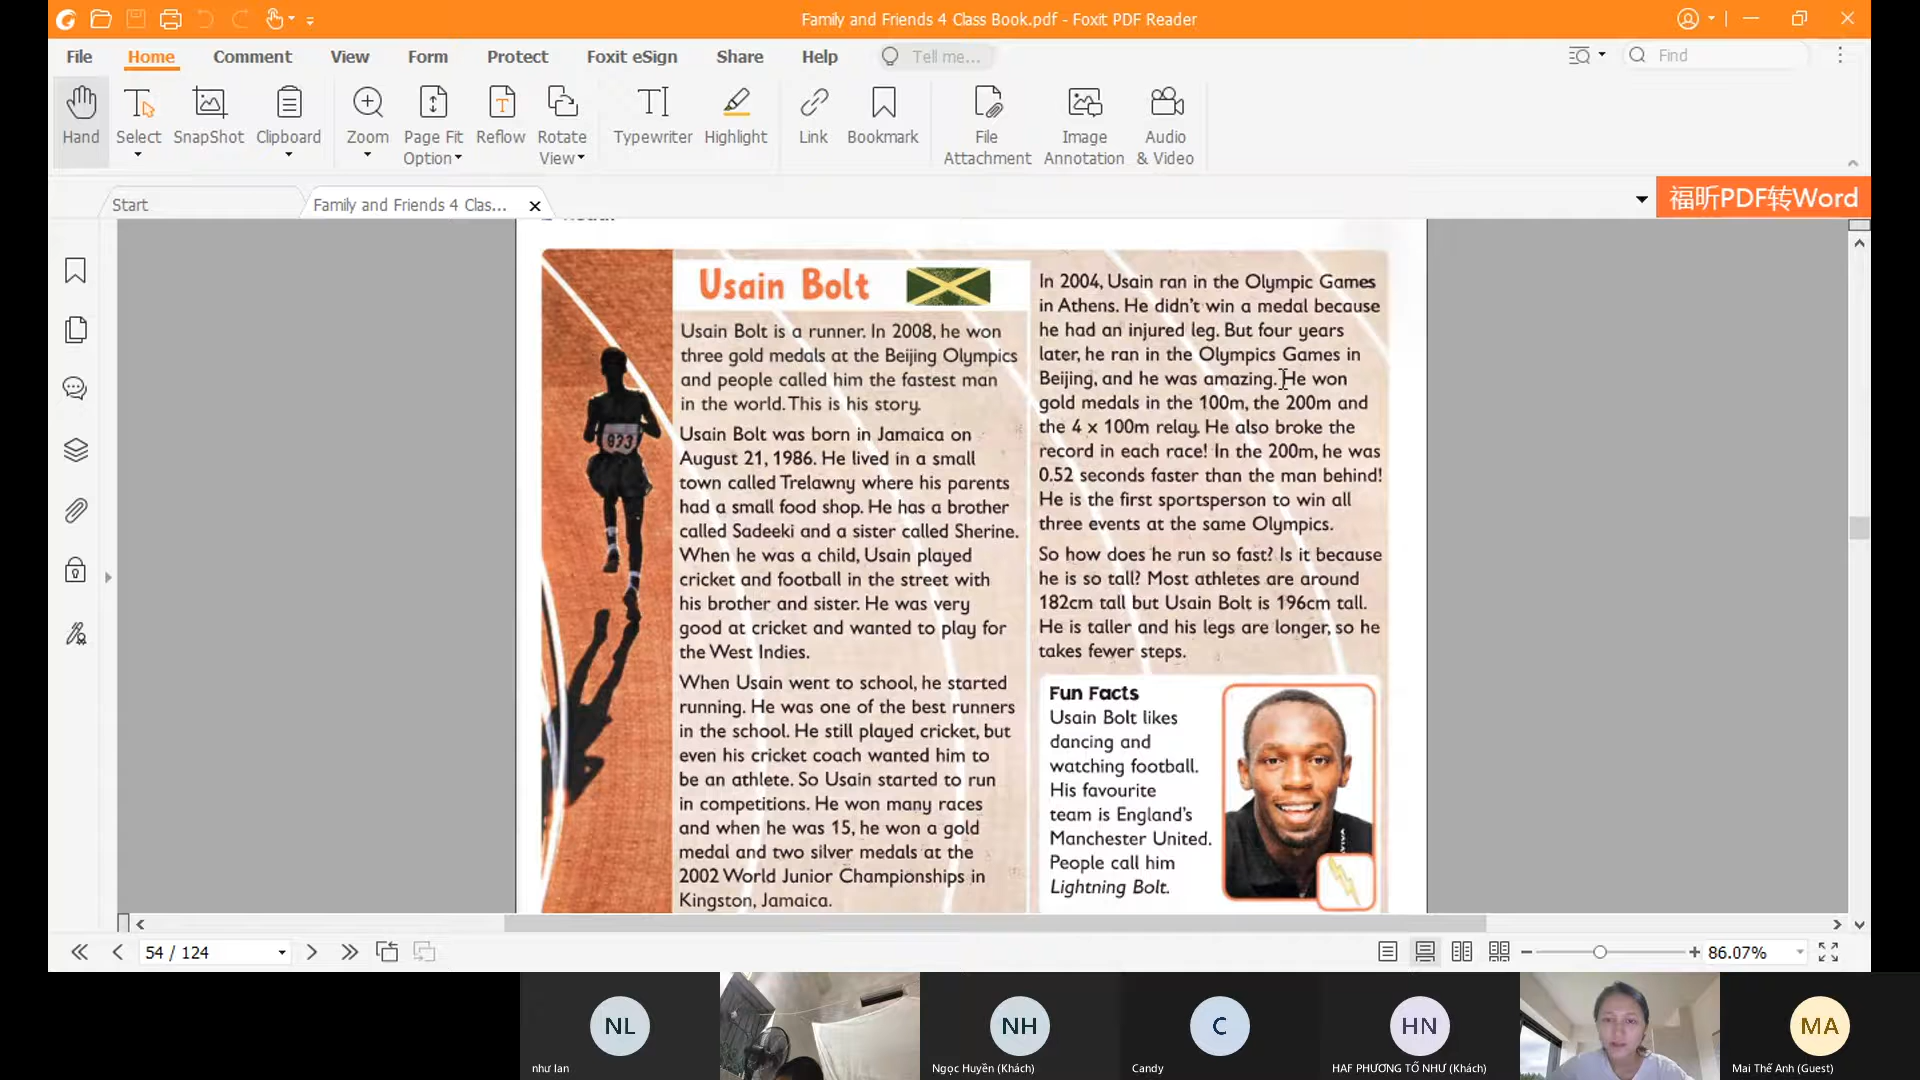 Family and Friends 4 Class Book.pdf - Foxit PDF Reader
File Home Comment View Form Protect Foxit eSign Share Help Tell me... Find
Hand Select SnapShot Clipboard Zoom Page Fit Option Reflow Rotate View Typewriter Highlight Link Bookmark File Attachment Image Annotation Audio & Video
Start
Family and Friends 4 Clas...
福昕PDF转Word
Usain Bolt
Usain Bolt is a runner. In 2008, he won
three gold medals at the Beijing Olympics
and people called him the fastest man
in the world. This is his story.
Usain Bolt was born in Jamaica on
August 21, 1986. He lived in a small
town called Trelawny where his parents
had a small food shop. He has a brother
called Sadeeki and a sister called Sherine.
When he was a child, Usain played
cricket and football in the street with
his brother and sister. He was very
good at cricket and wanted to play for
the West Indies.
When Usain went to school, he started
running. He was one of the best runners
in the school. He still played cricket, but
even his cricket coach wanted him to
be an athlete. So Usain started to run
in competitions. He won many races
and when he was 15, he won a gold
medal and two silver medals at the
2002 World Junior Championships in
Kingston, Jamaica.
In 2004, Usain ran in the Olympic Games
in Athens. He didn't win a medal because
he had an injured leg. But four years
later, he ran in the Olympics Games in
Beijing, and he was amazing. He won
gold medals in the 100m, the 200m and
the 4 x 100m relay. He also broke the
record in each race! In the 200m, he was
0.52 seconds faster than the man behind!
He is the first sportsperson to win all
three events at the same Olympics.
So how does he run so fast? Is it because
he is so tall? Most athletes are around
182cm tall but Usain Bolt is 196cm tall.
He is taller and his legs are longer, so he
takes fewer steps.
Fun Facts
Usain Bolt likes
dancing and
watching football.
His favourite
team is England's
Manchester United.
People call him
Lightning Bolt.
933
54 / 124
86.07%
NL
NH
C
HN
MA
như lan
Ngọc Huyền (Khách)
Candy
HAF PHƯƠNG TỐ NHƯ (Khách)
Mai Thế Anh (Guest)